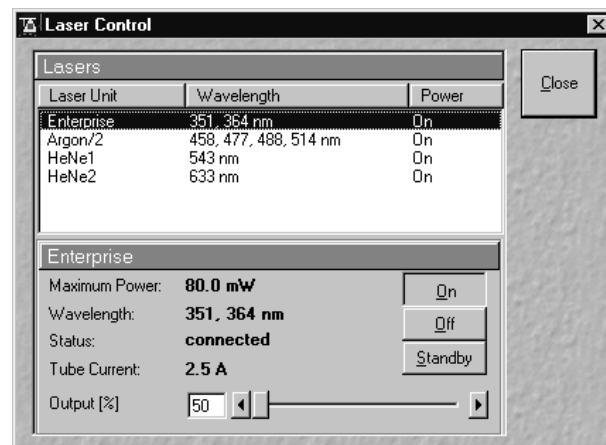 Laser Control
Lasers
Close
Laser Unit Wavelength Power
Enterprise 351, 364 nm On
Argon/2 458, 477, 488, 514 nm On
HeNe1 543 nm On
HeNe2 633 nm On
Enterprise
Maximum Power: 80.0 mW
On
Wavelength: 351, 364 nm
Off
Status: connected
Standby
Tube Current: 2.5 A
Output [%] 50